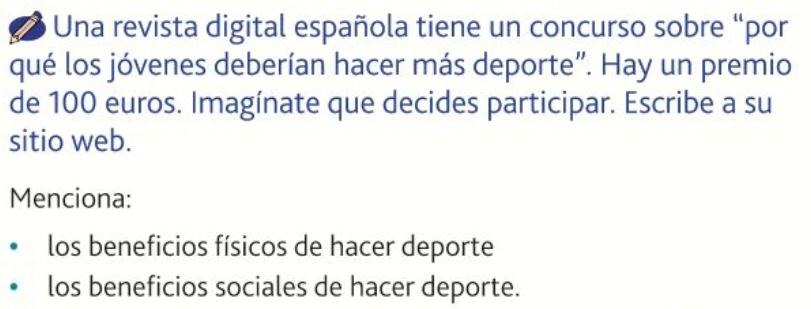 Una revista digital española tiene un concurso sobre “por
qué los jóvenes deberían hacer más deporte”. Hay un premio
de 100 euros. Imagínate que decides participar. Escribe a su
sitio web.
Menciona:
• los beneficios físicos de hacer deporte
• los beneficios sociales de hacer deporte.